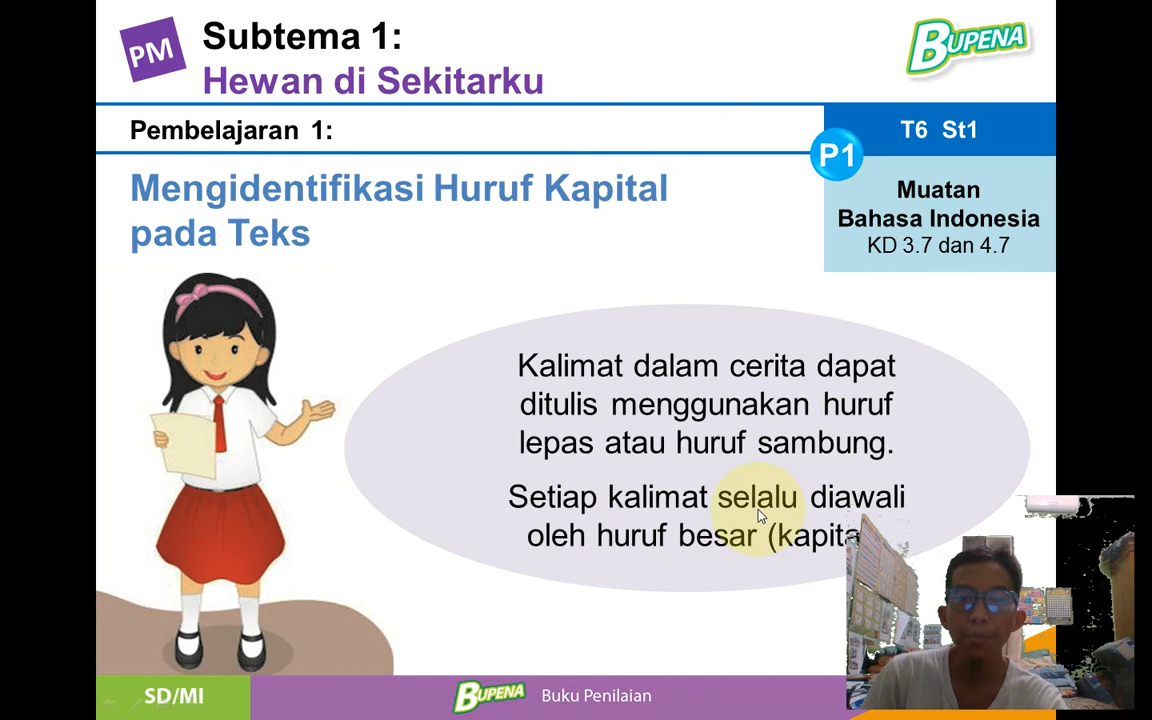 PM
Subtema 1:
Hewan di Sekitarku
BUPENA
Pembelajaran 1:
T6 St1
P1
Muatan
Bahasa Indonesia
KD 3.7 dan 4.7
Mengidentifikasi Huruf Kapital
pada Teks
Kalimat dalam cerita dapat
ditulis menggunakan huruf
lepas atau huruf sambung.
Setiap kalimat selalu diawali
oleh huruf besar (kapita
SD/MI
BUPENA Buku Penilaian